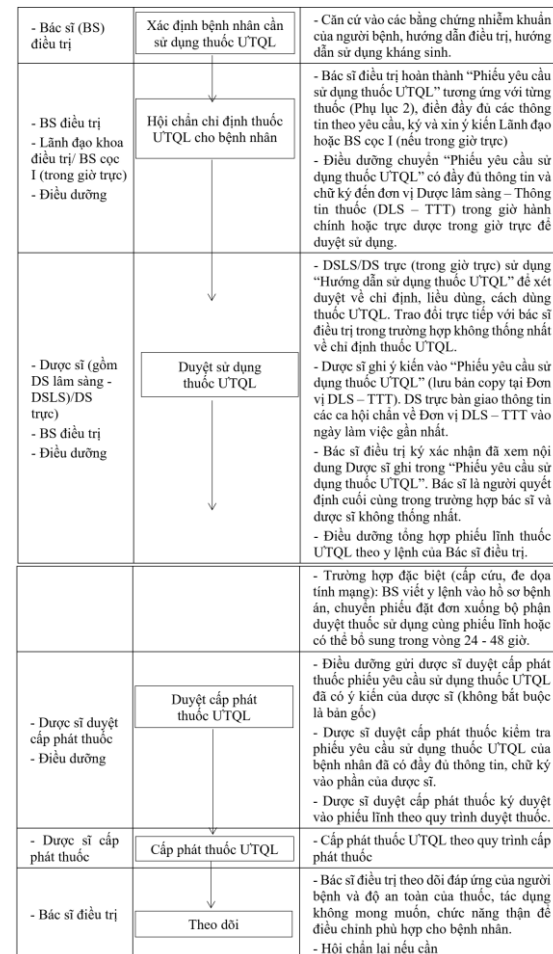 - Bác sĩ (BS)
điều trị
Xác định bệnh nhân cần
sử dụng thuốc ƯTQL
- Căn cứ vào các bằng chứng nhiễm khuẩn
của người bệnh, hướng dẫn điều trị, hướng
dẫn sử dụng kháng sinh.
- BS điều trị
- Lãnh đạo khoa
điều trị/ BS cọc
I (trong giờ trực)
- Điều dưỡng
Hội chẩn chỉ định thuốc
ƯTQL cho bệnh nhân
- Bác sĩ điều trị hoàn thành “Phiếu yêu cầu
sử dụng thuốc ƯTQL” tương ứng với từng
thuốc (Phụ lục 2), điền đầy đủ các thông
tin theo yêu cầu, ký và xin ý kiến Lãnh đạo
hoặc BS cọc I (nếu trong giờ trực)
- Điều dưỡng chuyển “Phiếu yêu cầu sử
dụng thuốc ƯTQL” có đầy đủ thông tin và
chữ ký đến đơn vị Dược lâm sàng – Thông
tin thuốc (DLS – TTT) trong giờ hành
chính hoặc trực dược trong giờ trực để
duyệt sử dụng.
- Dược sĩ (gồm
DS lâm sàng -
DSLS)/DS
trực)
- BS điều trị
- Điều dưỡng
Duyệt sử dụng
thuốc ƯTQL
- DSLS/DS trực (trong giờ trực) sử dụng
“Hướng dẫn sử dụng thuốc ƯTQL” để xét
duyệt về chỉ định, liều dùng, cách dùng
thuốc ƯTQL. Trao đổi trực tiếp với bác sĩ
điều trị trong trường hợp không thống nhất
về chỉ định thuốc ƯTQL.
- Dược sĩ ghi ý kiến vào “Phiếu yêu cầu sử
dụng thuốc ƯTQL” (lưu bản copy tại Đơn
vị DLS – TTT). DS trực bàn giao thông tin
các ca hội chẩn về Đơn vị DLS – TTT vào
ngày làm việc gần nhất.
- Bác sĩ điều trị ký xác nhận đã xem nội
dung Dược sĩ ghi trong “Phiếu yêu cầu sử
dụng thuốc ƯTQL”. Bác sĩ là người quyết
định cuối cùng trong trường hợp bác sĩ và
dược sĩ không thống nhất.
- Điều dưỡng tổng hợp phiếu lĩnh thuốc
ƯTQL theo y lệnh của Bác sĩ điều trị.
- Trường hợp đặc biệt (cấp cứu, đe dọa
tính mạng): BS viết y lệnh vào hồ sơ bệnh
án, chuyển phiếu đặt đơn xuống bộ phận
duyệt thuốc sử dụng cùng phiếu lĩnh hoặc
có thể bổ sung trong vòng 24 - 48 giờ.
- Dược sĩ duyệt
cấp phát thuốc
- Điều dưỡng
Duyệt cấp phát
thuốc ƯTQL
- Điều dưỡng gửi dược sĩ duyệt cấp phát
thuốc phiếu yêu cầu sử dụng thuốc ƯTQL
đã có ý kiến của dược sĩ (không bắt buộc
là bản gốc)
- Dược sĩ duyệt cấp phát thuốc kiểm tra
phiếu yêu cầu sử dụng thuốc ƯTQL của
bệnh nhân đã có đầy đủ thông tin, chữ ký
vào phần của dược sĩ.
- Dược sĩ duyệt cấp phát thuốc ký duyệt
vào phiếu lĩnh theo quy trình duyệt thuốc.
- Dược sĩ cấp
phát thuốc
Cấp phát thuốc ƯTQL
- Cấp phát thuốc ƯTQL theo quy trình cấp
phát thuốc
- Bác sĩ điều trị
Theo dõi
- Bác sĩ điều trị theo dõi đáp ứng của người
bệnh và độ an toàn của thuốc, tác dụng
không mong muốn, chức năng thận để
điều chỉnh phù hợp cho bệnh nhân.
- Hội chẩn lại nếu cần